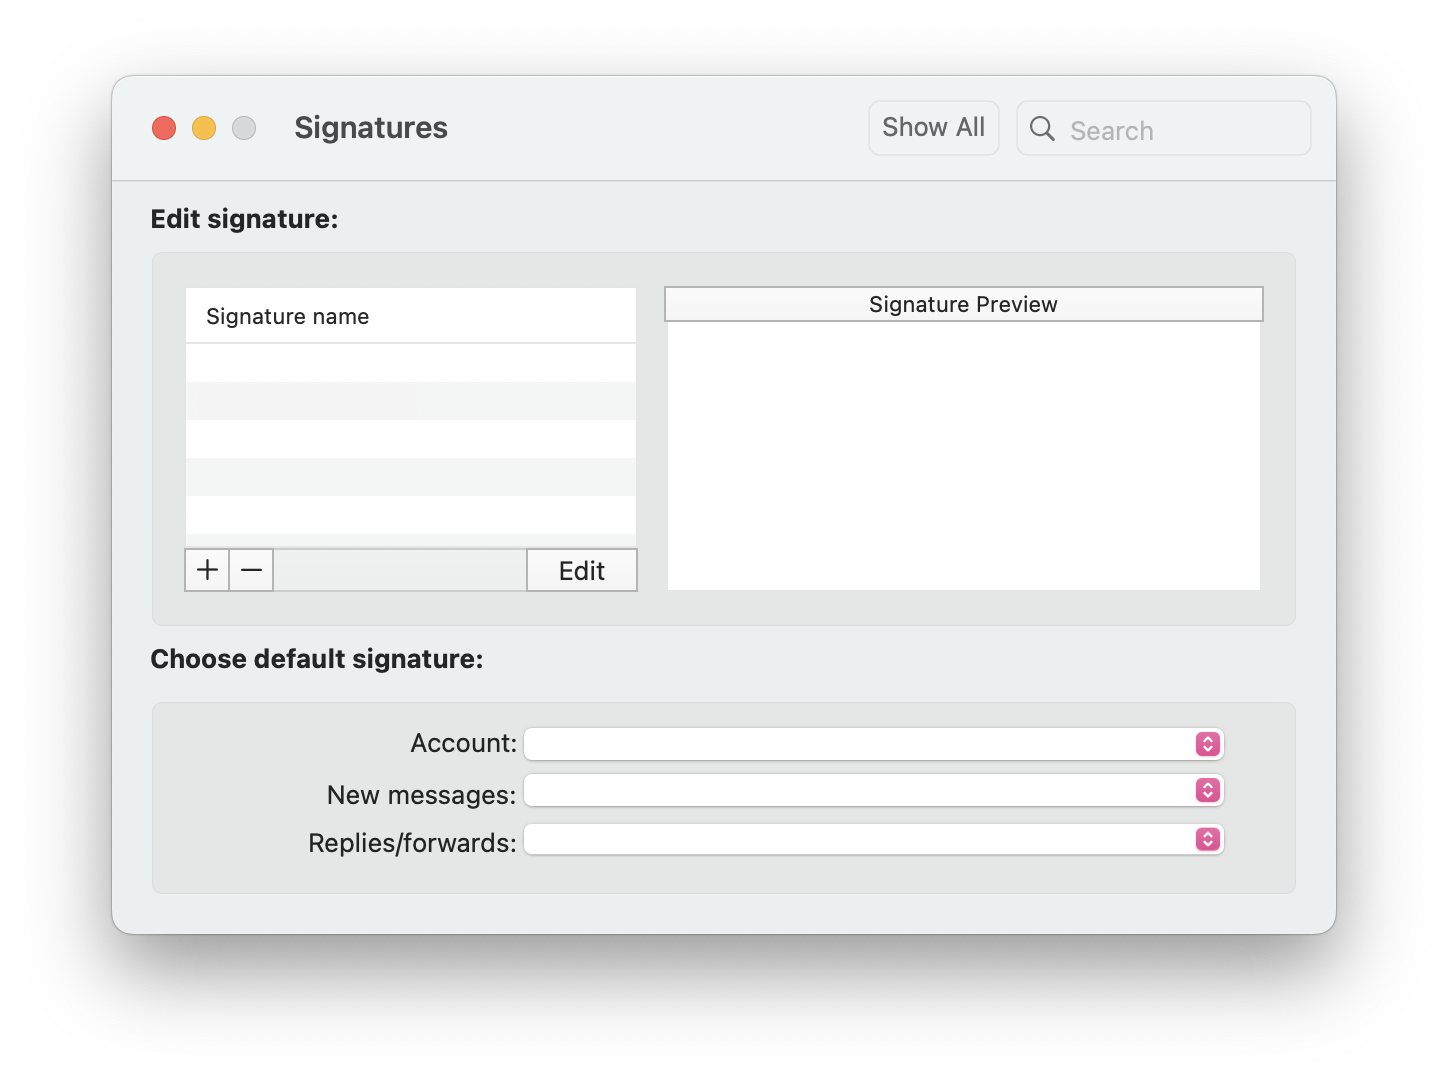 Signatures
Show All
Search
Edit signature:
Signature name
Signature Preview
Edit
Choose default signature:
Account:
New messages:
Replies/forwards: